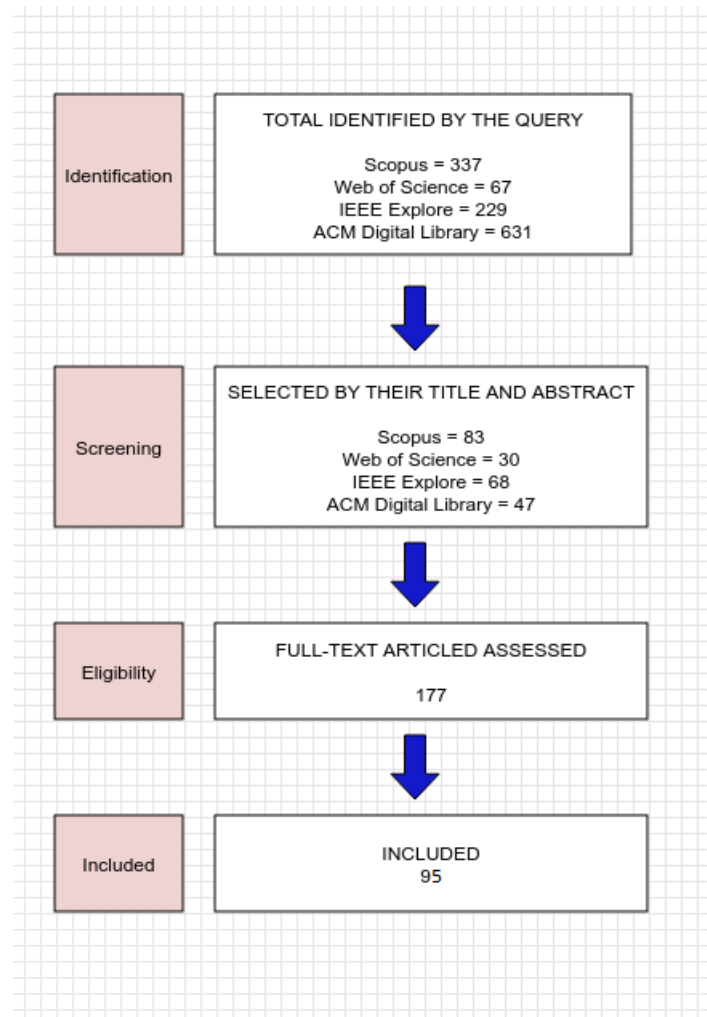 Identification
TOTAL IDENTIFIED BY THE QUERY
Scopus = 337
Web of Science = 67
IEEE Explore = 229
ACM Digital Library = 631
Screening
SELECTED BY THEIR TITLE AND ABSTRACT
Scopus = 83
Web of Science = 30
IEEE Explore = 68
ACM Digital Library = 47
Eligibility
FULL-TEXT ARTICLED ASSESSED
177
Included
INCLUDED
95